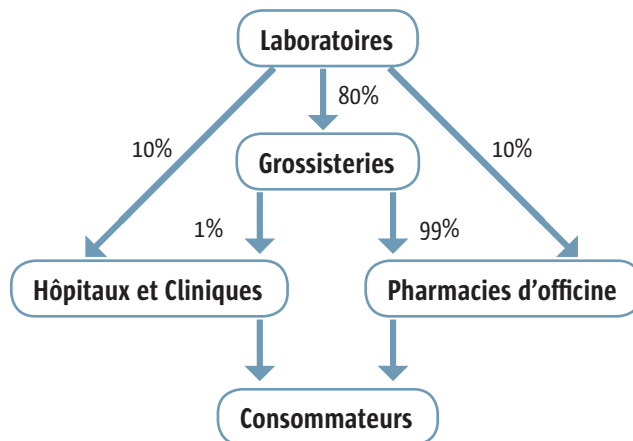 Laboratoires
80%
10%
10%
Grossisteries
1%
99%
Hôpitaux et Cliniques
Pharmacies d’officine
Consommateurs